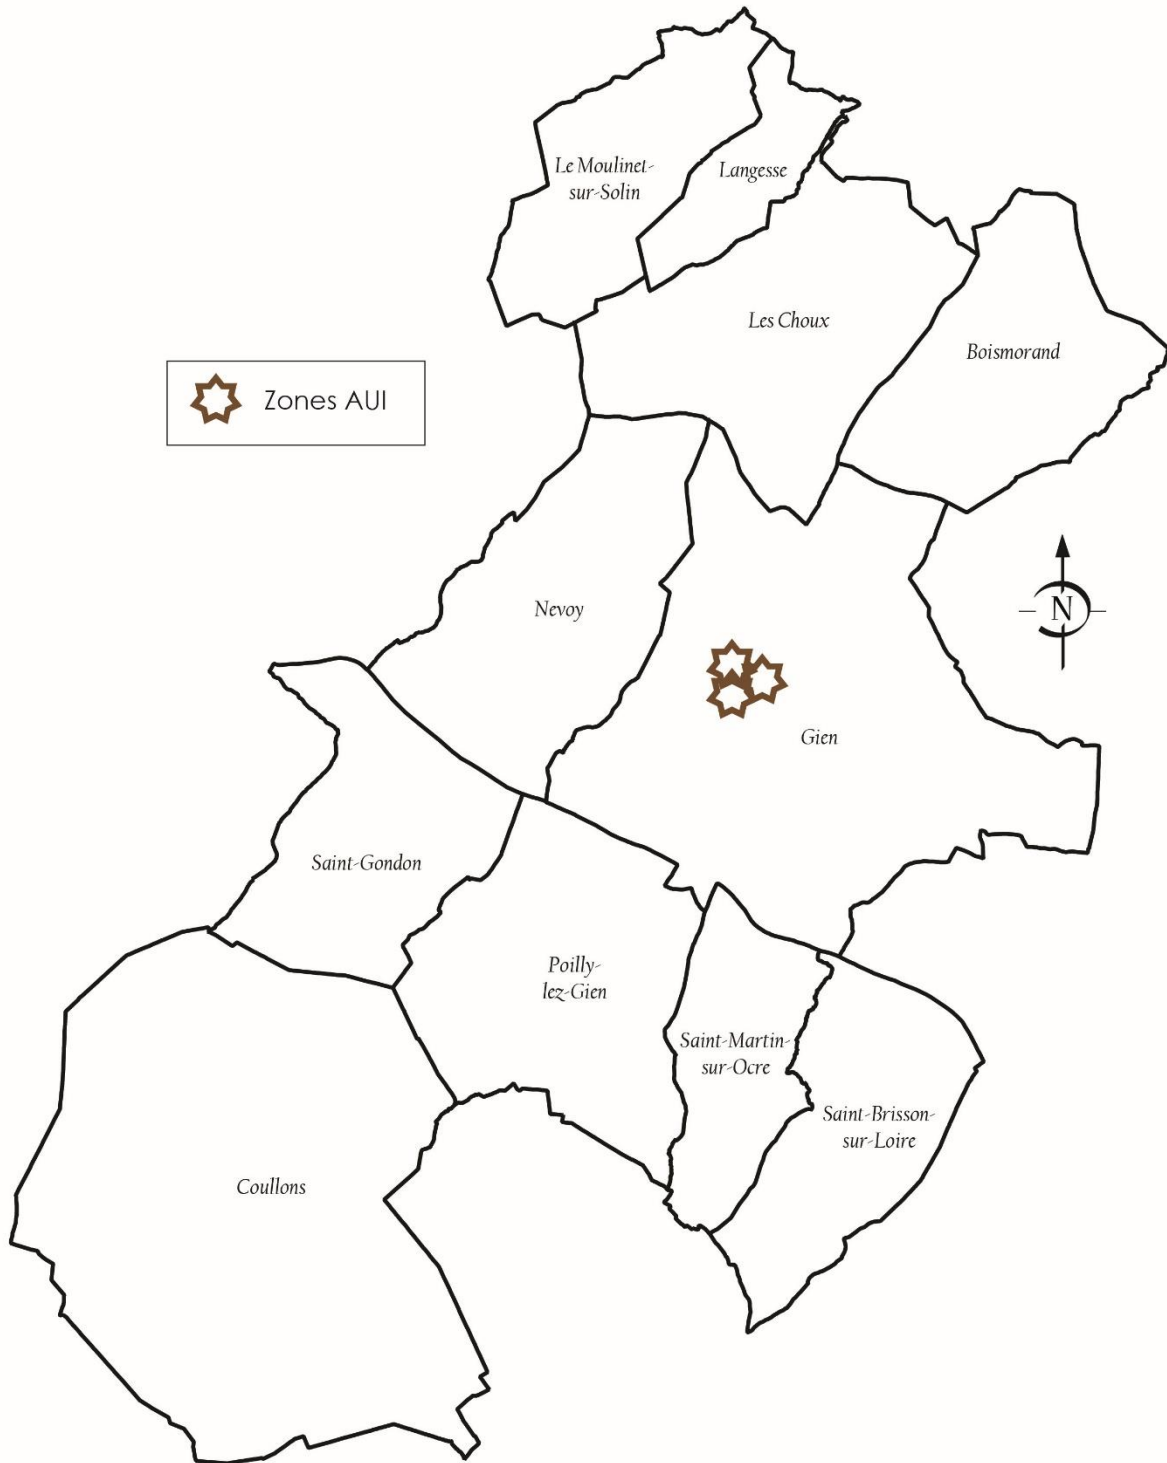 Le Moulinet-
sur-Solin
Langesse
Les Choux
Boismorand
Zones AUI
Nevoy
N
Gien
Saint-Gondon
Poilly-
lez-Gien
Saint-Martin-
sur-Ocre
Saint-Brisson-
sur-Loire
Coullons